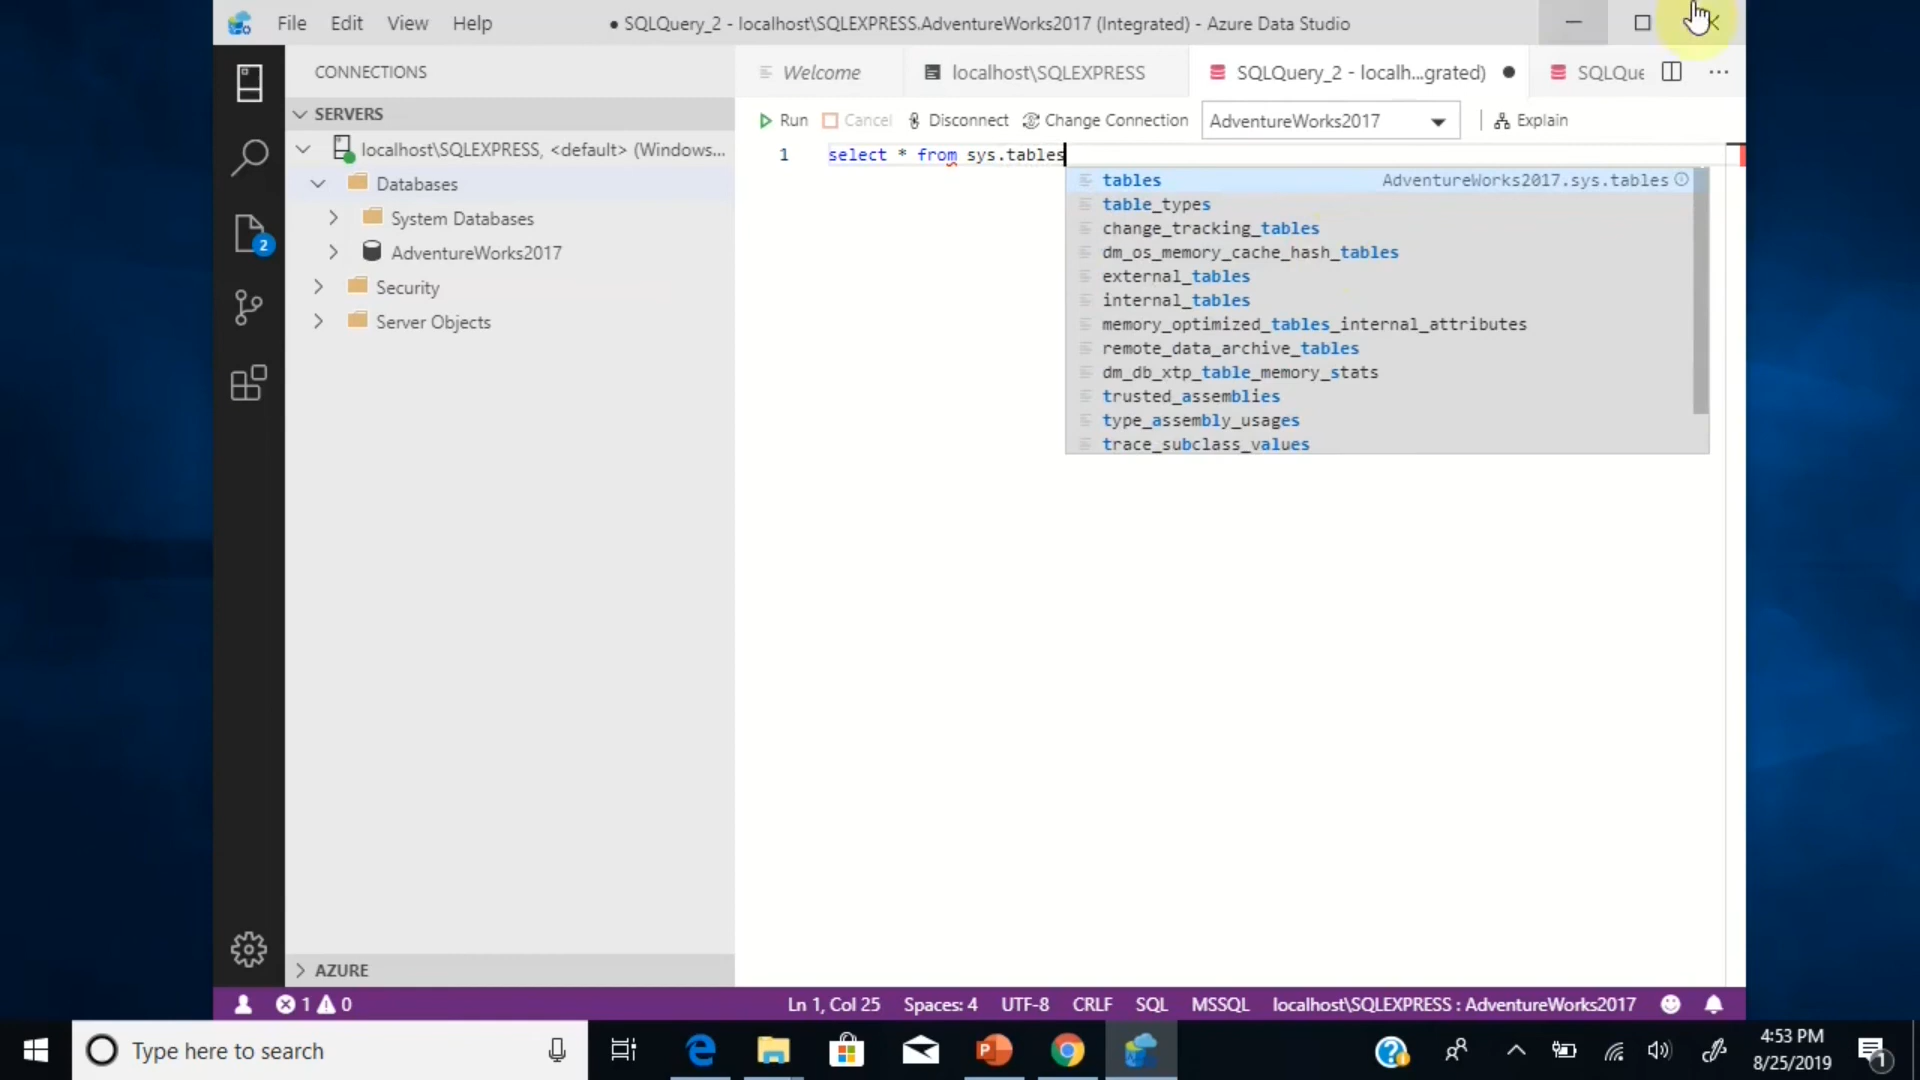 File Edit View Help
● SQLQuery_2 - localhost\SQLEXPRESS.AdventureWorks2017 (Integrated) - Azure Data Studio
CONNECTIONS
Welcome
localhost\SQLEXPRESS
SQLQuery_2 - localh...grated) ●
SQLQue
...
SERVERS
Run Cancel Disconnect Change Connection AdventureWorks2017 Explain
localhost\SQLEXPRESS, <default> (Windows...
Databases
System Databases
AdventureWorks2017
Security
Server Objects
1 select * from sys.tables
tables AdventureWorks2017.sys.tables
table_types
change_tracking_tables
dm_os_memory_cache_hash_tables
external_tables
internal_tables
memory_optimized_tables_internal_attributes
remote_data_archive_tables
dm_db_xtp_table_memory_stats
trusted_assemblies
type_assembly_usages
trace_subclass_values
2
AZURE
1 0 Ln 1, Col 25 Spaces: 4 UTF-8 CRLF SQL MSSQL localhost\SQLEXPRESS : AdventureWorks2017
Type here to search
4:53 PM
8/25/2019
1